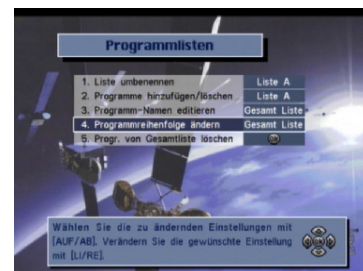 Programmlisten
1. Liste umbenennen Liste A
2. Programme hinzufügen/löschen Liste A
3. Programm-Namen editieren Gesamt Liste
4. Programmreihenfolge ändern Gesamt Liste
5. Progr. von Gesamtliste löschen OK
Wählen Sie die zu ändernden Einstellungen mit
[AUF/AB]. Verändern Sie die gewünschte Einstellung
mit [LI/RE].
OK